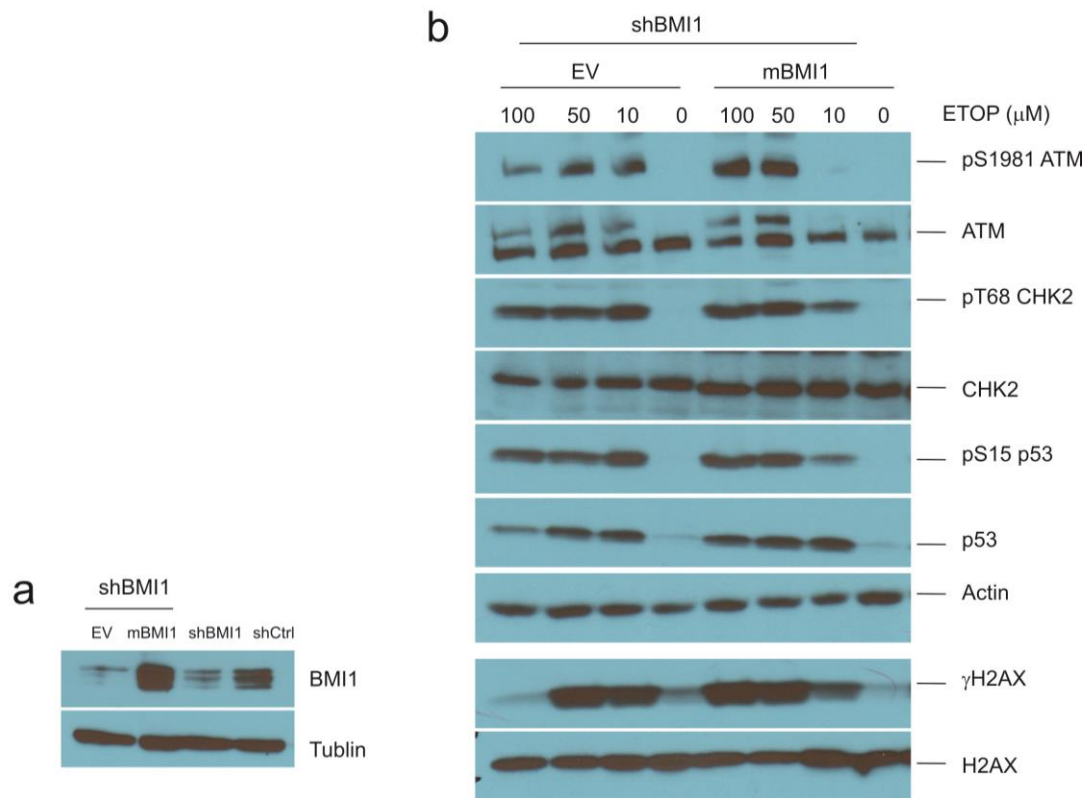 a
shBMI1
EV mBMI1 shBMI1 shCtrl
BMI1
Tublin
b
shBMI1
EV mBMI1
100 50 10 0 100 50 10 0 ETOP (μM)
pS1981 ATM
ATM
pT68 CHK2
CHK2
pS15 p53
p53
Actin
γH2AX
H2AX